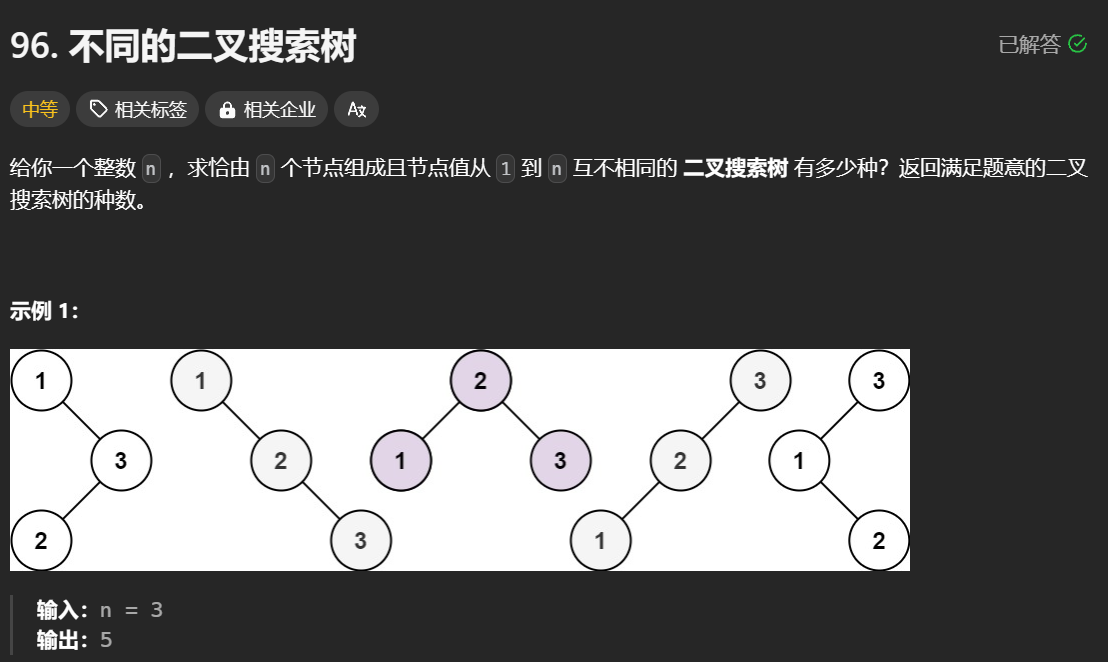 96. 不同的二叉搜索树
已解答
中等 相关标签 相关企业 Aあ
给你一个整数 n ，求恰由 n 个节点组成且节点值从 1 到 n 互不相同的 二叉搜索树 有多少种？返回满足题意的二叉
搜索树的种数。
示例 1：
1 1 2 3 3
3 2 1 3 2 1
2 3 1 2
输入：n = 3
输出：5